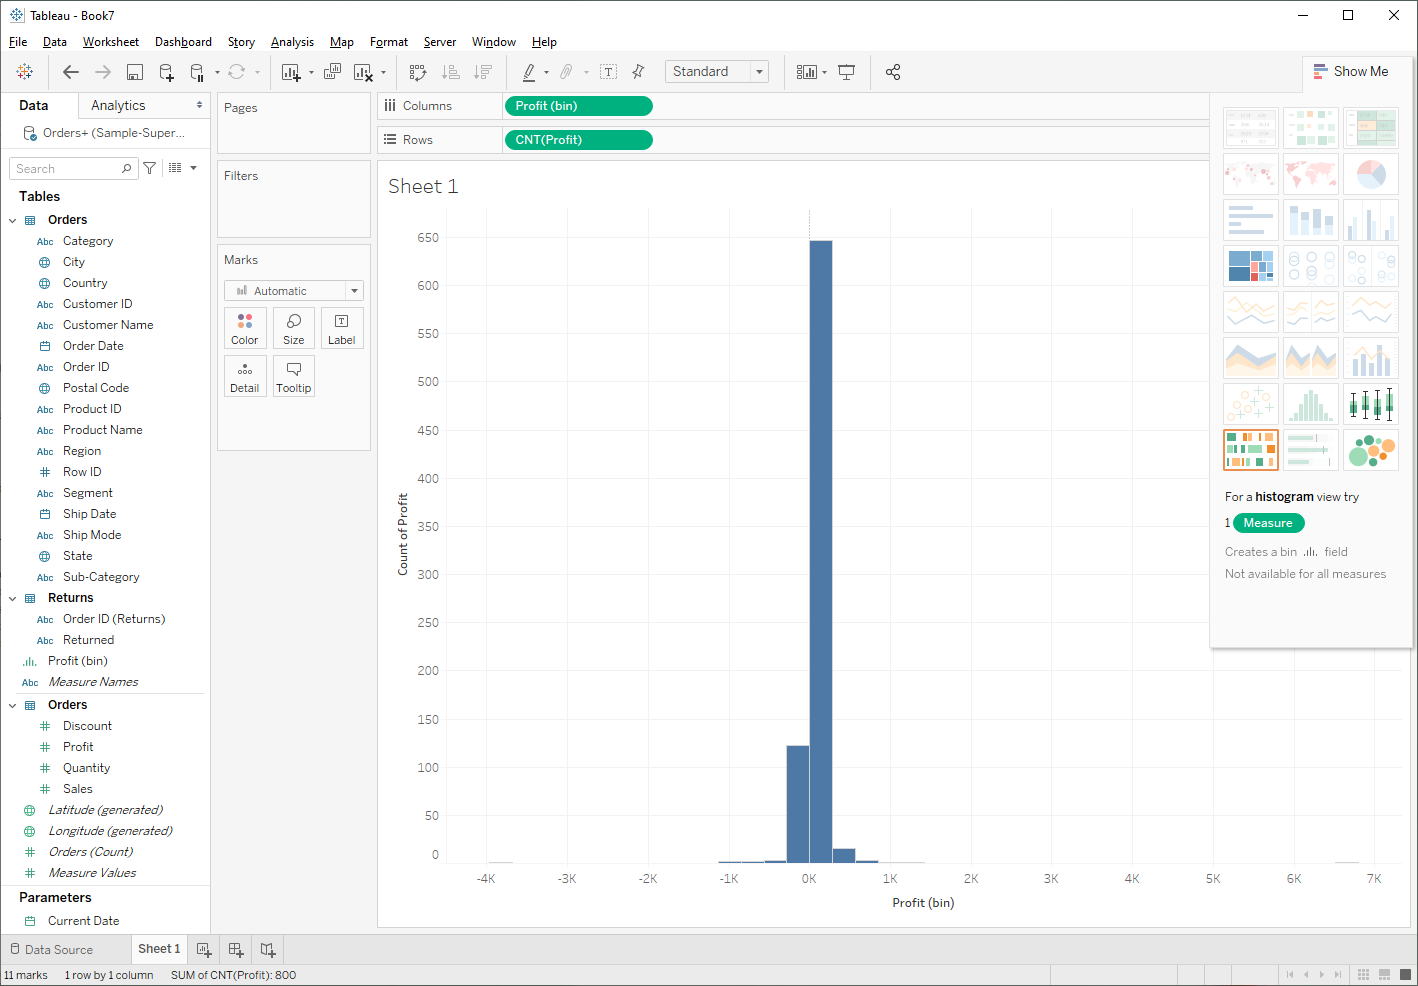 Tableau - Book7
File Data Worksheet Dashboard Story Analysis Map Format Server Window Help
Standard
Show Me
Data Analytics
Orders+ (Sample-Super...
Search
Tables
Orders
Abc Category
City
Country
Abc Customer ID
Abc Customer Name
Order Date
Abc Order ID
Postal Code
Abc Product ID
Abc Product Name
Abc Region
Row ID
Abc Segment
Ship Date
Abc Ship Mode
State
Abc Sub-Category
Returns
Abc Order ID (Returns)
Abc Returned
Profit (bin)
Abc Measure Names
Orders
Discount
Profit
Quantity
Sales
Latitude (generated)
Longitude (generated)
Orders (Count)
Measure Values
Parameters
Current Date
Pages
Filters
Marks
Automatic
Color Size Label
Detail Tooltip
Columns Profit (bin)
Rows CNT(Profit)
Sheet 1
650
600
550
500
450
400
350
300
250
200
150
100
50
0
Count of Profit
-4K -3K -2K -1K 0K 1K 2K 3K 4K 5K 6K 7K
Profit (bin)
For a histogram view try
1 Measure
Creates a bin field
Not available for all measures
Data Source Sheet 1
11 marks 1 row by 1 column SUM of CNT(Profit): 800